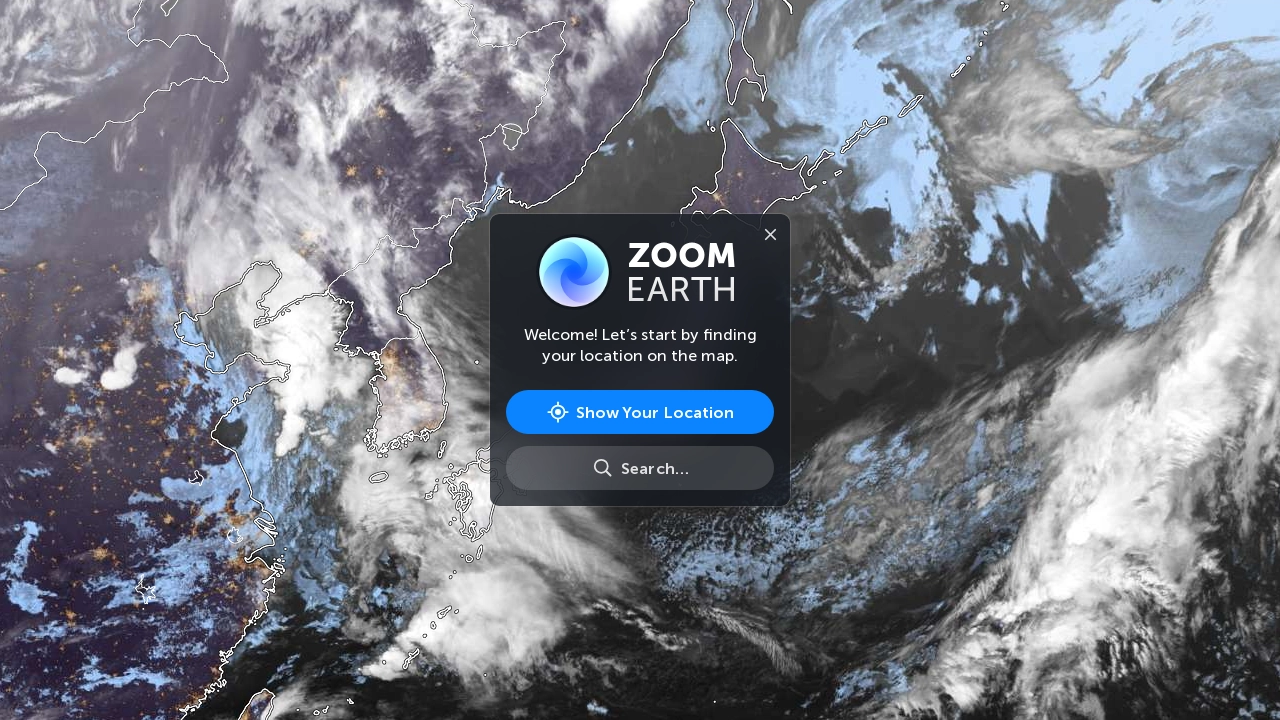 ZOOM
EARTH
Welcome! Let’s start by finding
your location on the map.
Show Your Location
Search…